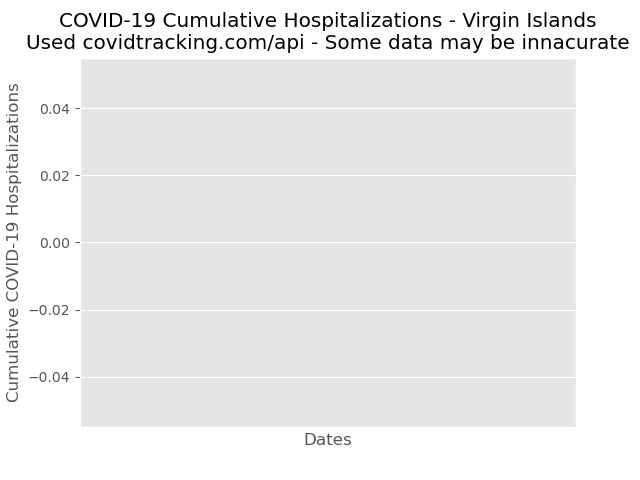 COVID-19 Cumulative Hospitalizations - Virgin Islands
Used covidtracking.com/api - Some data may be innacurate
Cumulative COVID-19 Hospitalizations
0.04
0.02
0.00
−0.02
−0.04
Dates